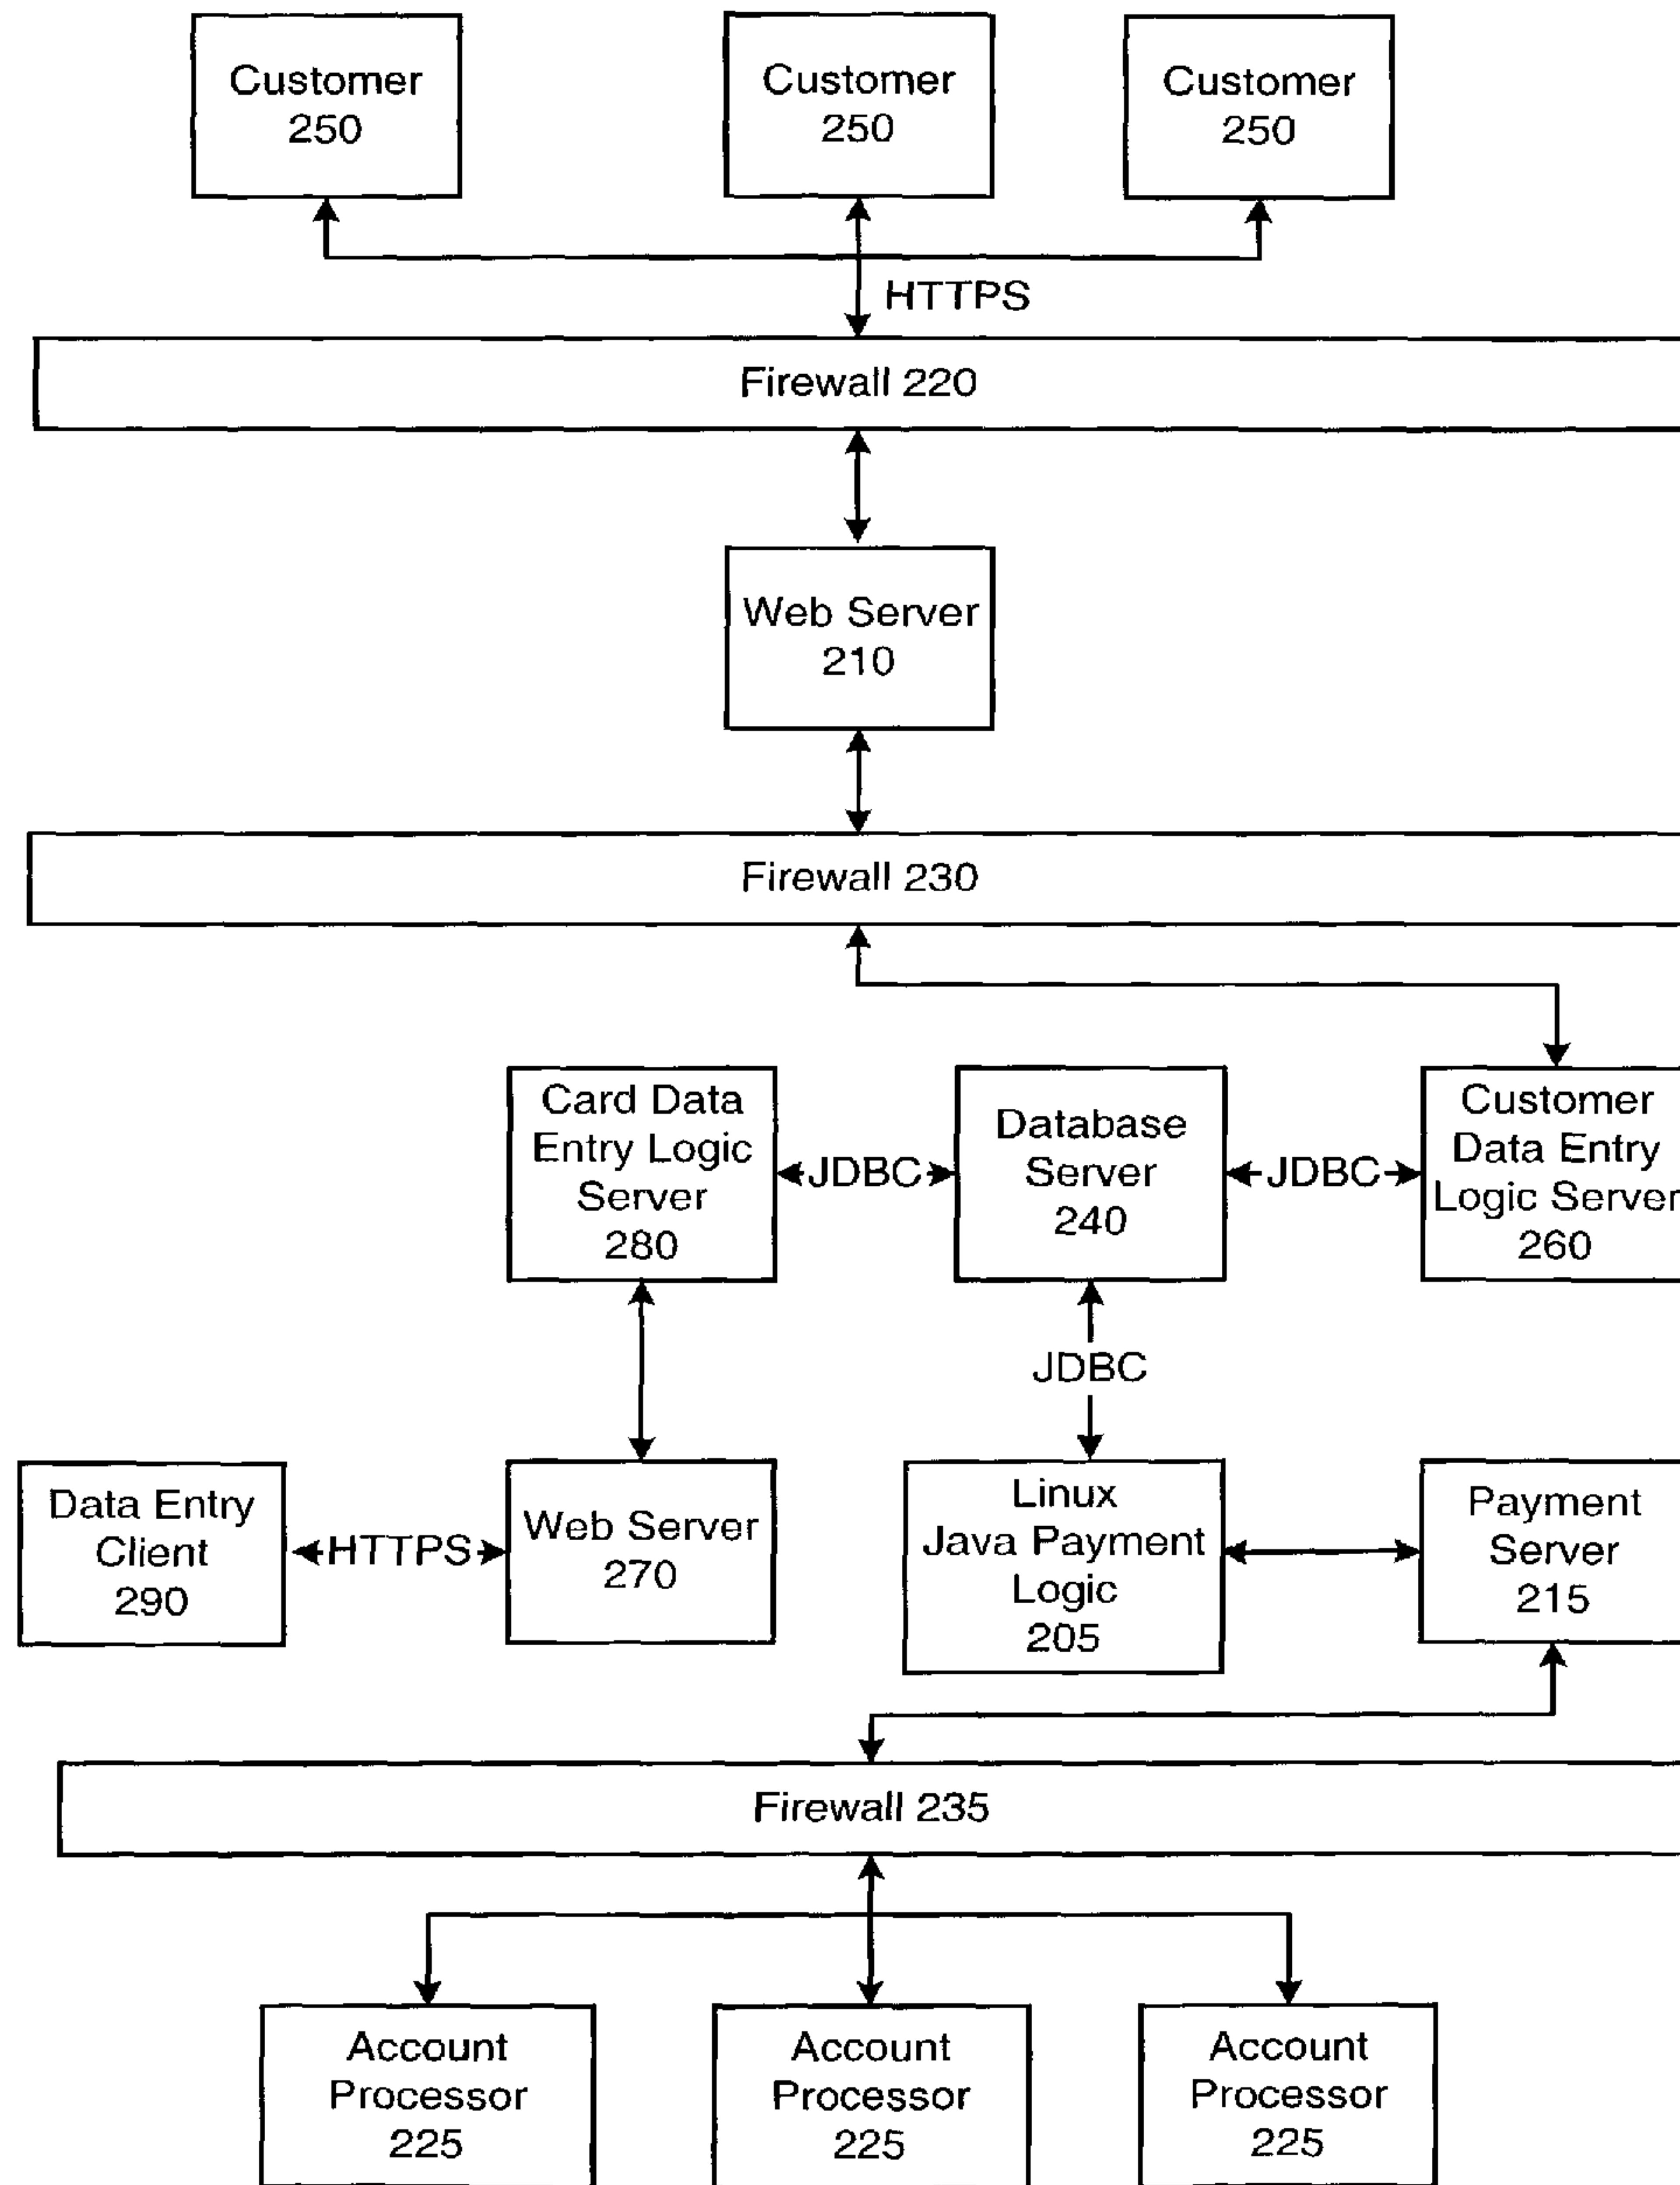 Customer
250
Customer
250
Customer
250
HTTPS
Firewall 220
Web Server
210
Firewall 230
Card Data
Entry Logic
Server
280
JDBC
Database
Server
240
JDBC
Customer
Data Entry
Logic Server
260
JDBC
Data Entry
Client
290
HTTPS
Web Server
270
Linux
Java Payment
Logic
205
Payment
Server
215
Firewall 235
Account
Processor
225
Account
Processor
225
Account
Processor
225